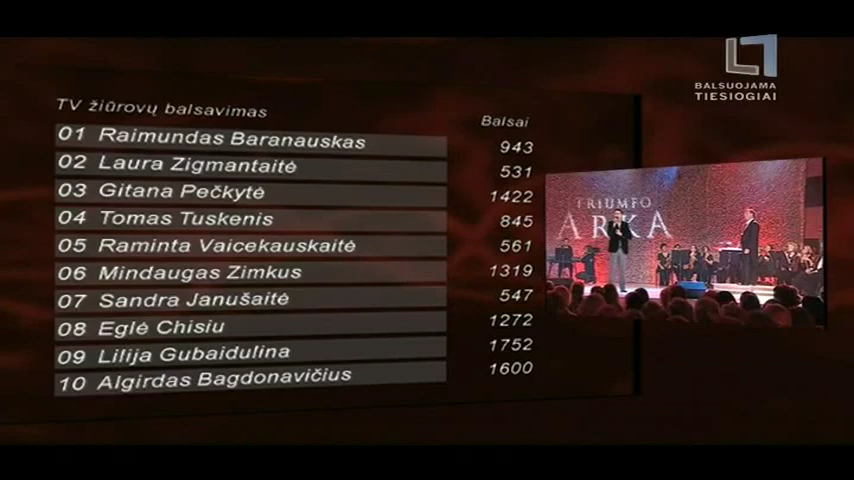 BALSUOJAMA
TIESIOGIAI
TV žiūrovų balsavimas Balsai
01 Raimundas Baranauskas 943
02 Laura Zigmantaitė 531
03 Gitana Pečkytė 1422
04 Tomas Tuskenis 845
05 Raminta Vaicekauskaitė 561
06 Mindaugas Zimkus 1319
07 Sandra Janušaitė 547
08 Eglė Chisiu 1272
09 Lilija Gubaidulina 1752
10 Algirdas Bagdonavičius 1600
TRIUMFO
ARKA